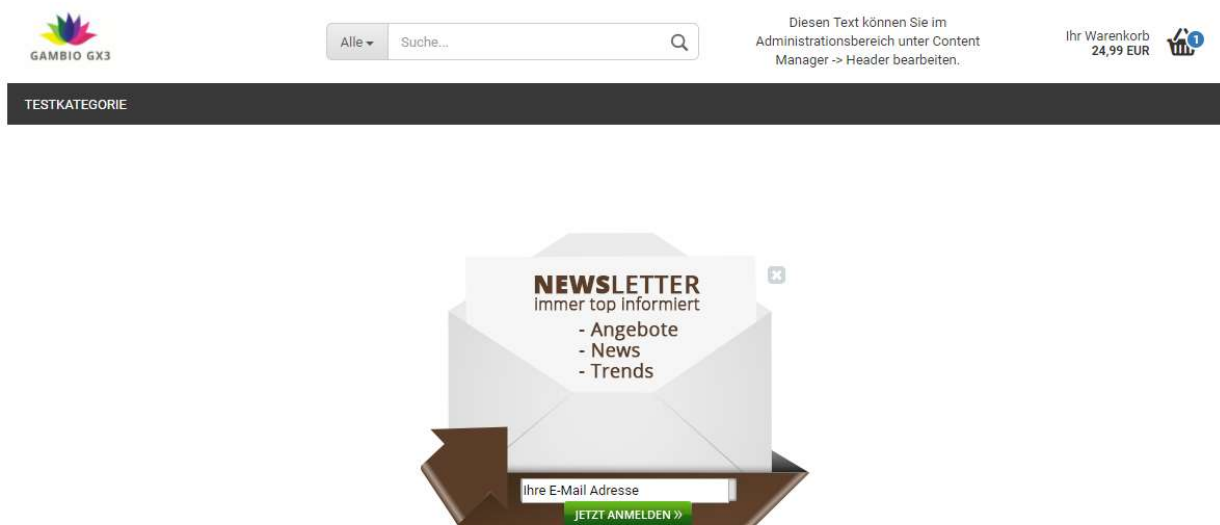 GAMBIO GX3
Alle
Suche...
Diesen Text können Sie im
Administrationsbereich unter Content
Manager -> Header bearbeiten.
Ihr Warenkorb
24,99 EUR
1
TESTKATEGORIE
NEWSLETTER
immer top informiert
- Angebote
- News
- Trends
Ihre E-Mail Adresse
JETZT ANMELDEN »